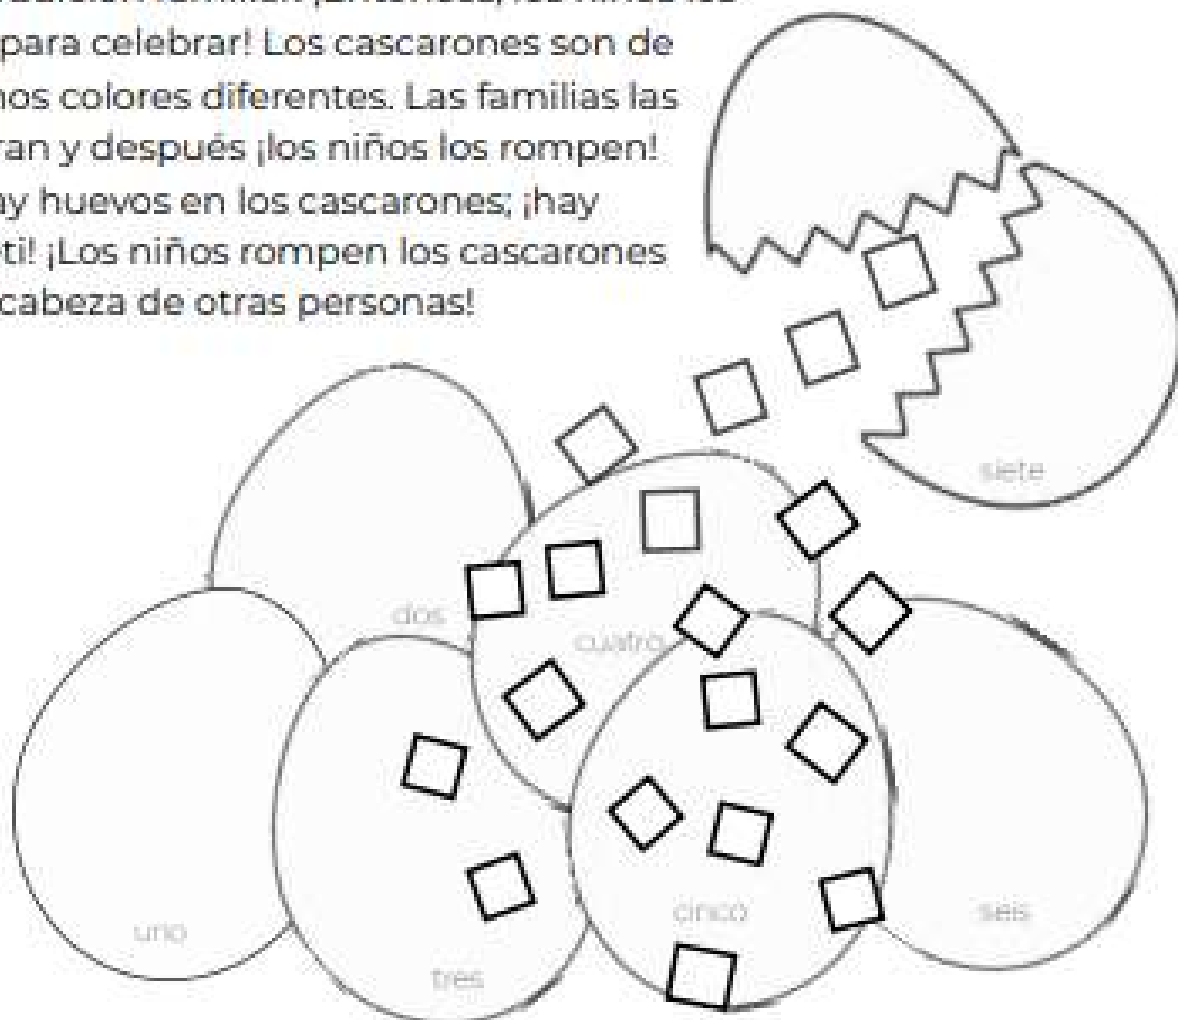 para celebrar! Los cascarones son de
nos colores diferentes. Las familias las
ran y después ¡los niños los rompen!
ay huevos en los cascarones; ¡hay
ti! ¡Los niños rompen los cascarones
cabeza de otras personas!
siete
dos
cuatro
cinco
seis
uno
tres